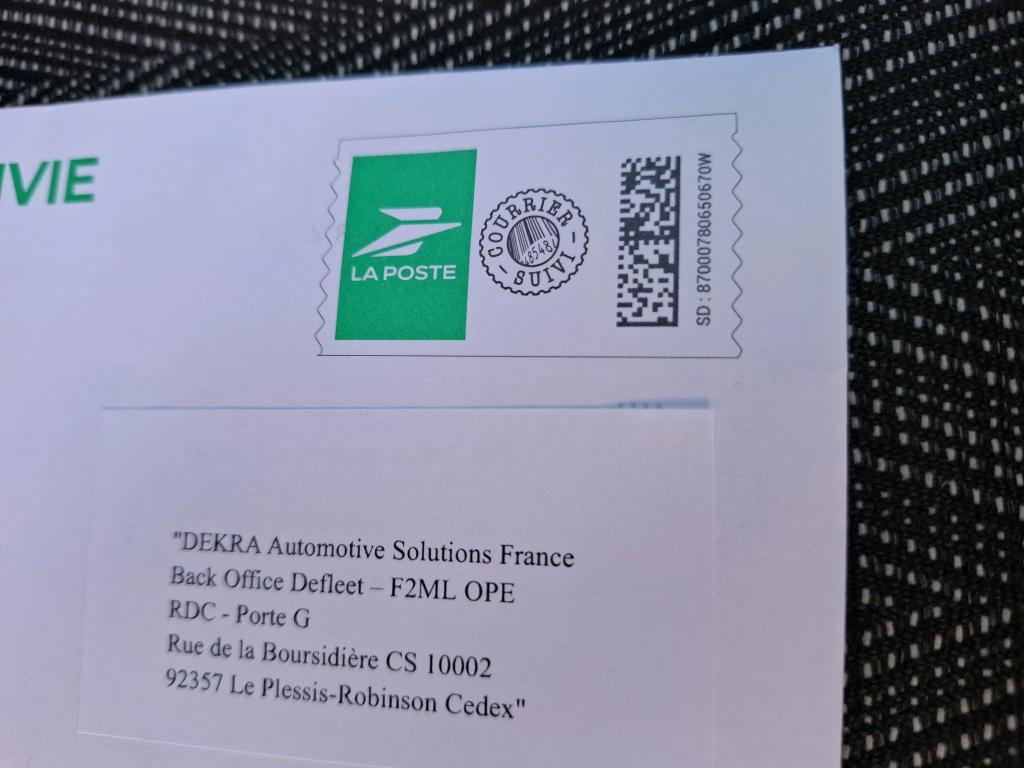 IVIE
LA POSTE
COURRIER
SUIVI
SD : 87000780650670W
"DEKRA Automotive Solutions France
Back Office Defleet – F2ML OPE
RDC - Porte G
Rue de la Boursidière CS 10002
92357 Le Plessis-Robinson Cedex"